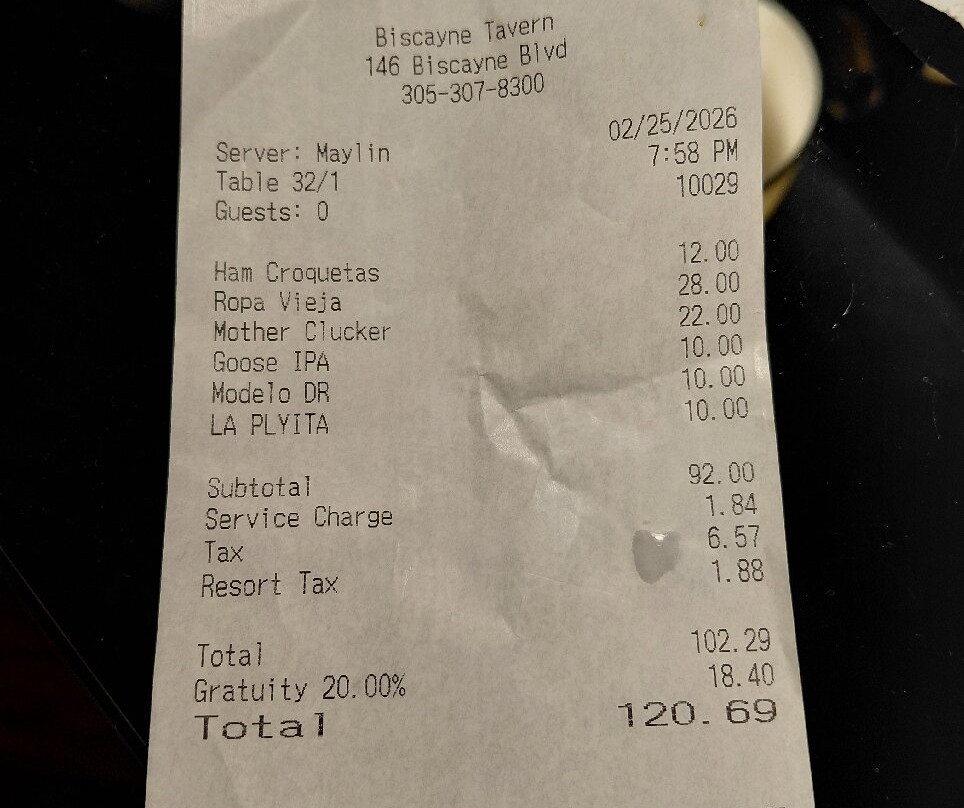 Biscayne Tavern
146 Biscayne Blvd
305-307-8300
02/25/2026
Server: Maylin 7:58 PM
Table 32/1 10029
Guests: 0
Ham Croquetas 12.00
Ropa Vieja 28.00
Mother Clucker 22.00
Goose IPA 10.00
Modelo DR 10.00
LA PLYITA 10.00
Subtotal 92.00
Service Charge 1.84
Tax 6.57
Resort Tax 1.88
Total 102.29
Gratuity 20.00% 18.40
Total 120.69